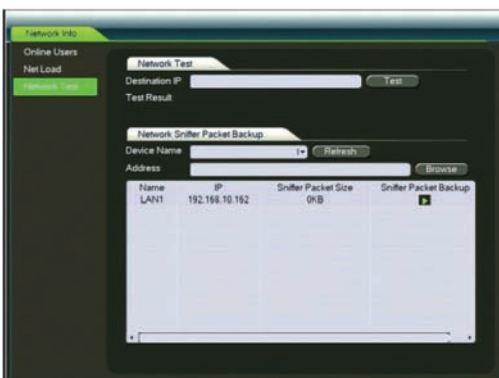 Network Info
Online Users
Net Load
Network Test
Network Test
Destination IP
Test
Test Result
Network Sniffer Packet Backup
Device Name
Refresh
Address
Browse
Name IP Sniffer Packet Size Sniffer Packet Backup
LAN1 192.168.10.162 0KB